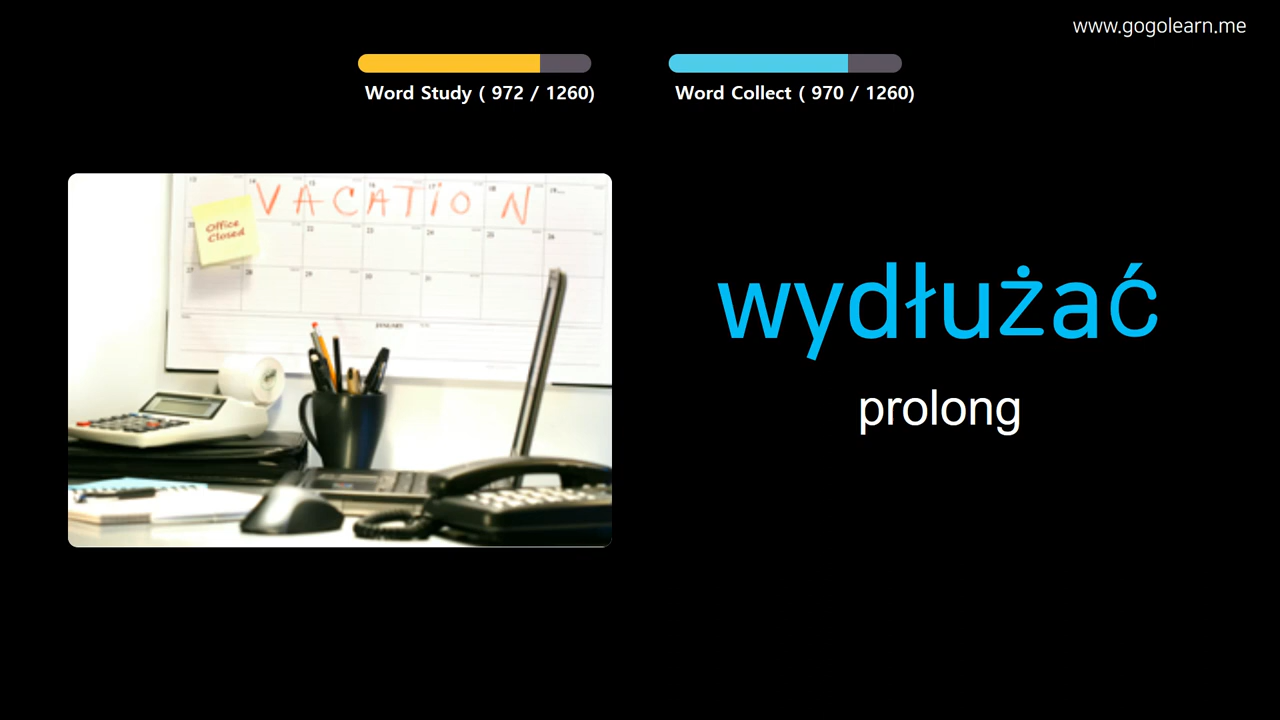 www.gogolearn.me
Word Study ( 972 / 1260)
Word Collect ( 970 / 1260)
VACATION
Office
Closed
wydłużać
prolong